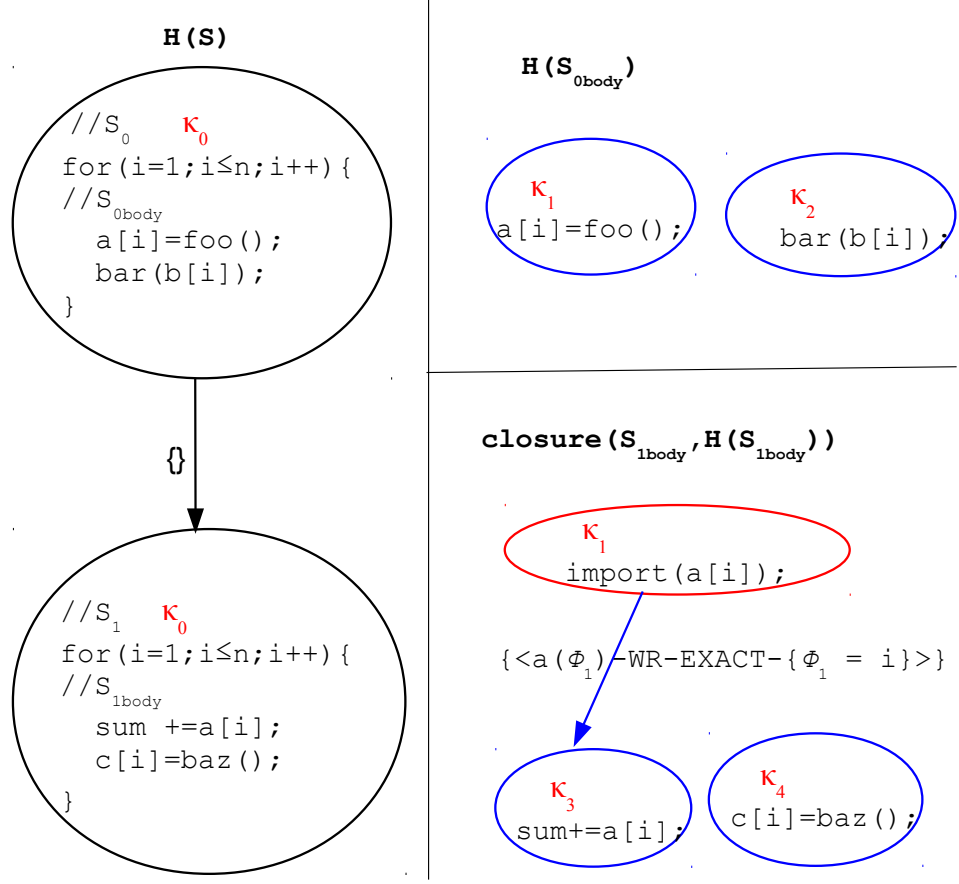 H(S)
//S₀ κ₀
for(i=1;i≤n;i++){
//S₀body
a[i]=foo();
bar(b[i]);
}
{}
//S₁ κ₀
for(i=1;i≤n;i++){
//S₁body
sum +=a[i];
c[i]=baz();
}
H(S₀body)
κ₁
a[i]=foo();
κ₂
bar(b[i]);
closure(S₁body,H(S₁body))
κ₁
import(a[i]);
{<a(Φ₁)-WR-EXACT-{Φ₁ = i}>}
κ₃
sum+=a[i];
κ₄
c[i]=baz();